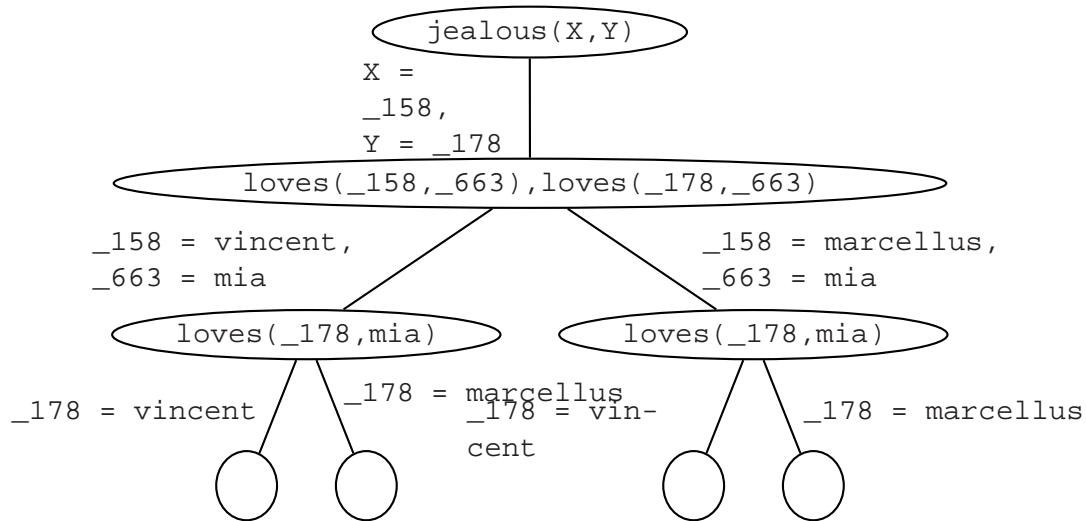 jealous(X,Y)
X =
_158,
Y = _178
loves(_158,_663),loves(_178,_663)
_158 = vincent,
_663 = mia
_158 = marcellus,
_663 = mia
loves(_178,mia)
loves(_178,mia)
_178 = vincent
_178 = marcellus
_178 = vin-
cent
_178 = marcellus